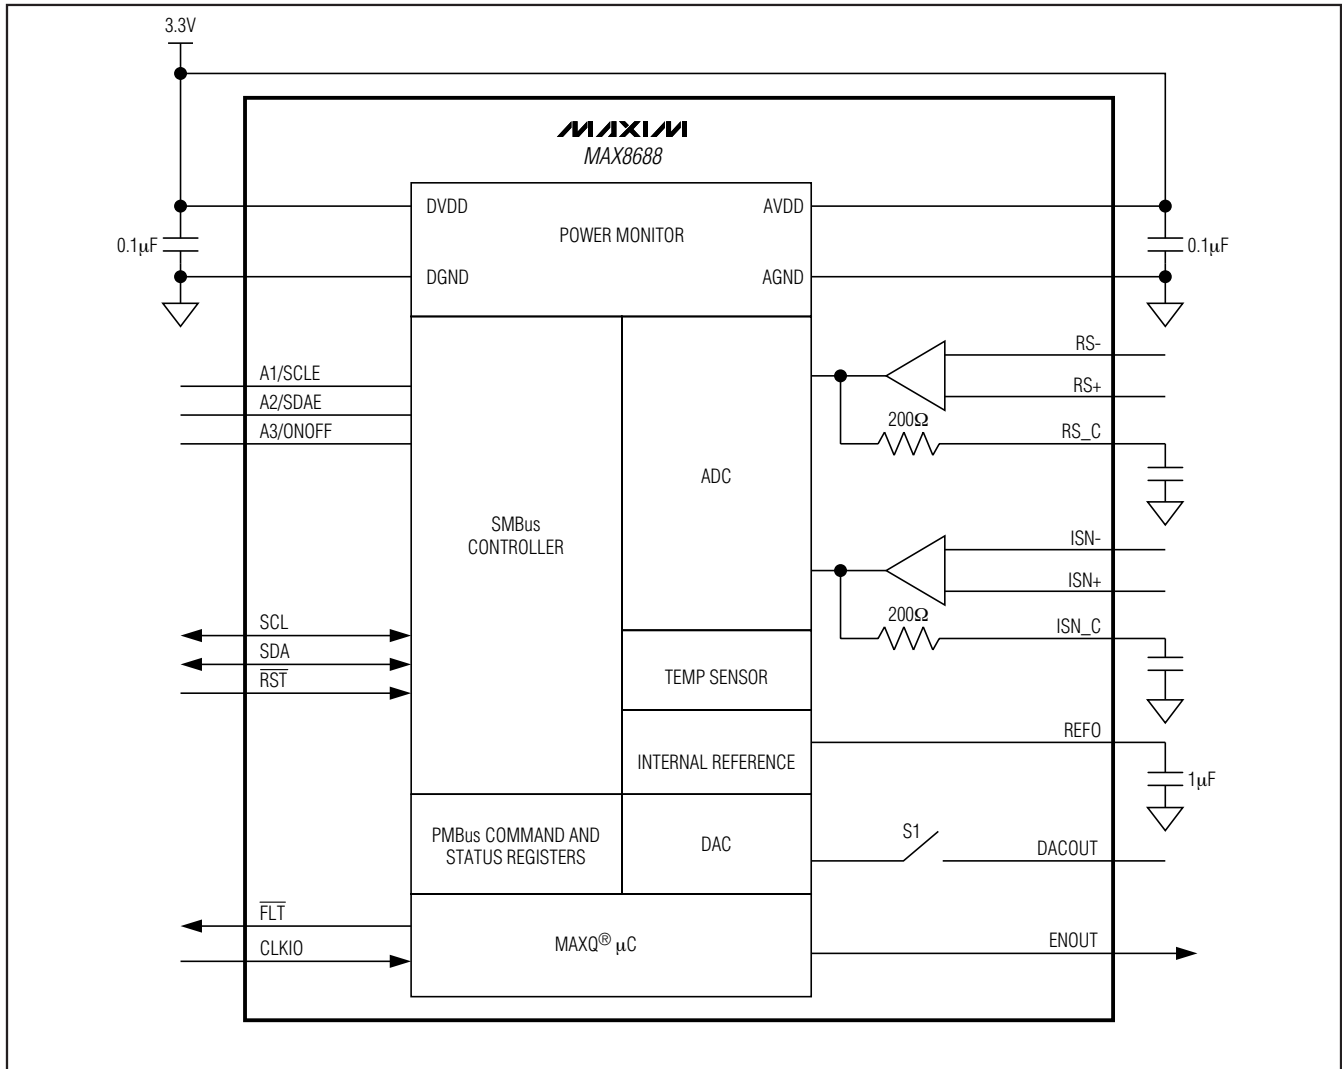 3.3V
MAXIM
MAX8688
DVDD
AVDD
POWER MONITOR
0.1µF
0.1µF
DGND
AGND
RS-
A1/SCLE
RS+
A2/SDAE
200Ω
A3/ONOFF
RS_C
ADC
SMBus
CONTROLLER
ISN-
ISN+
200Ω
SCL
ISN_C
SDA
RST
TEMP SENSOR
REFO
INTERNAL REFERENCE
1µF
PMBus COMMAND AND
STATUS REGISTERS
DAC
S1
DACOUT
FLT
CLKIO
MAXQ® µC
ENOUT